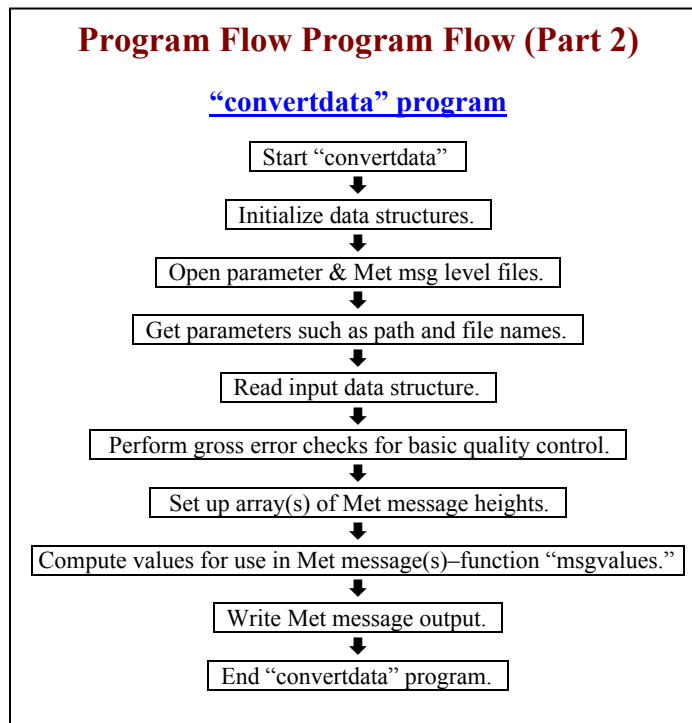 Program Flow Program Flow (Part 2)
“convertdata” program
Start “convertdata”
Initialize data structures.
Open parameter & Met msg level files.
Get parameters such as path and file names.
Read input data structure.
Perform gross error checks for basic quality control.
Set up array(s) of Met message heights.
Compute values for use in Met message(s)–function “msgvalues.”
Write Met message output.
End “convertdata” program.